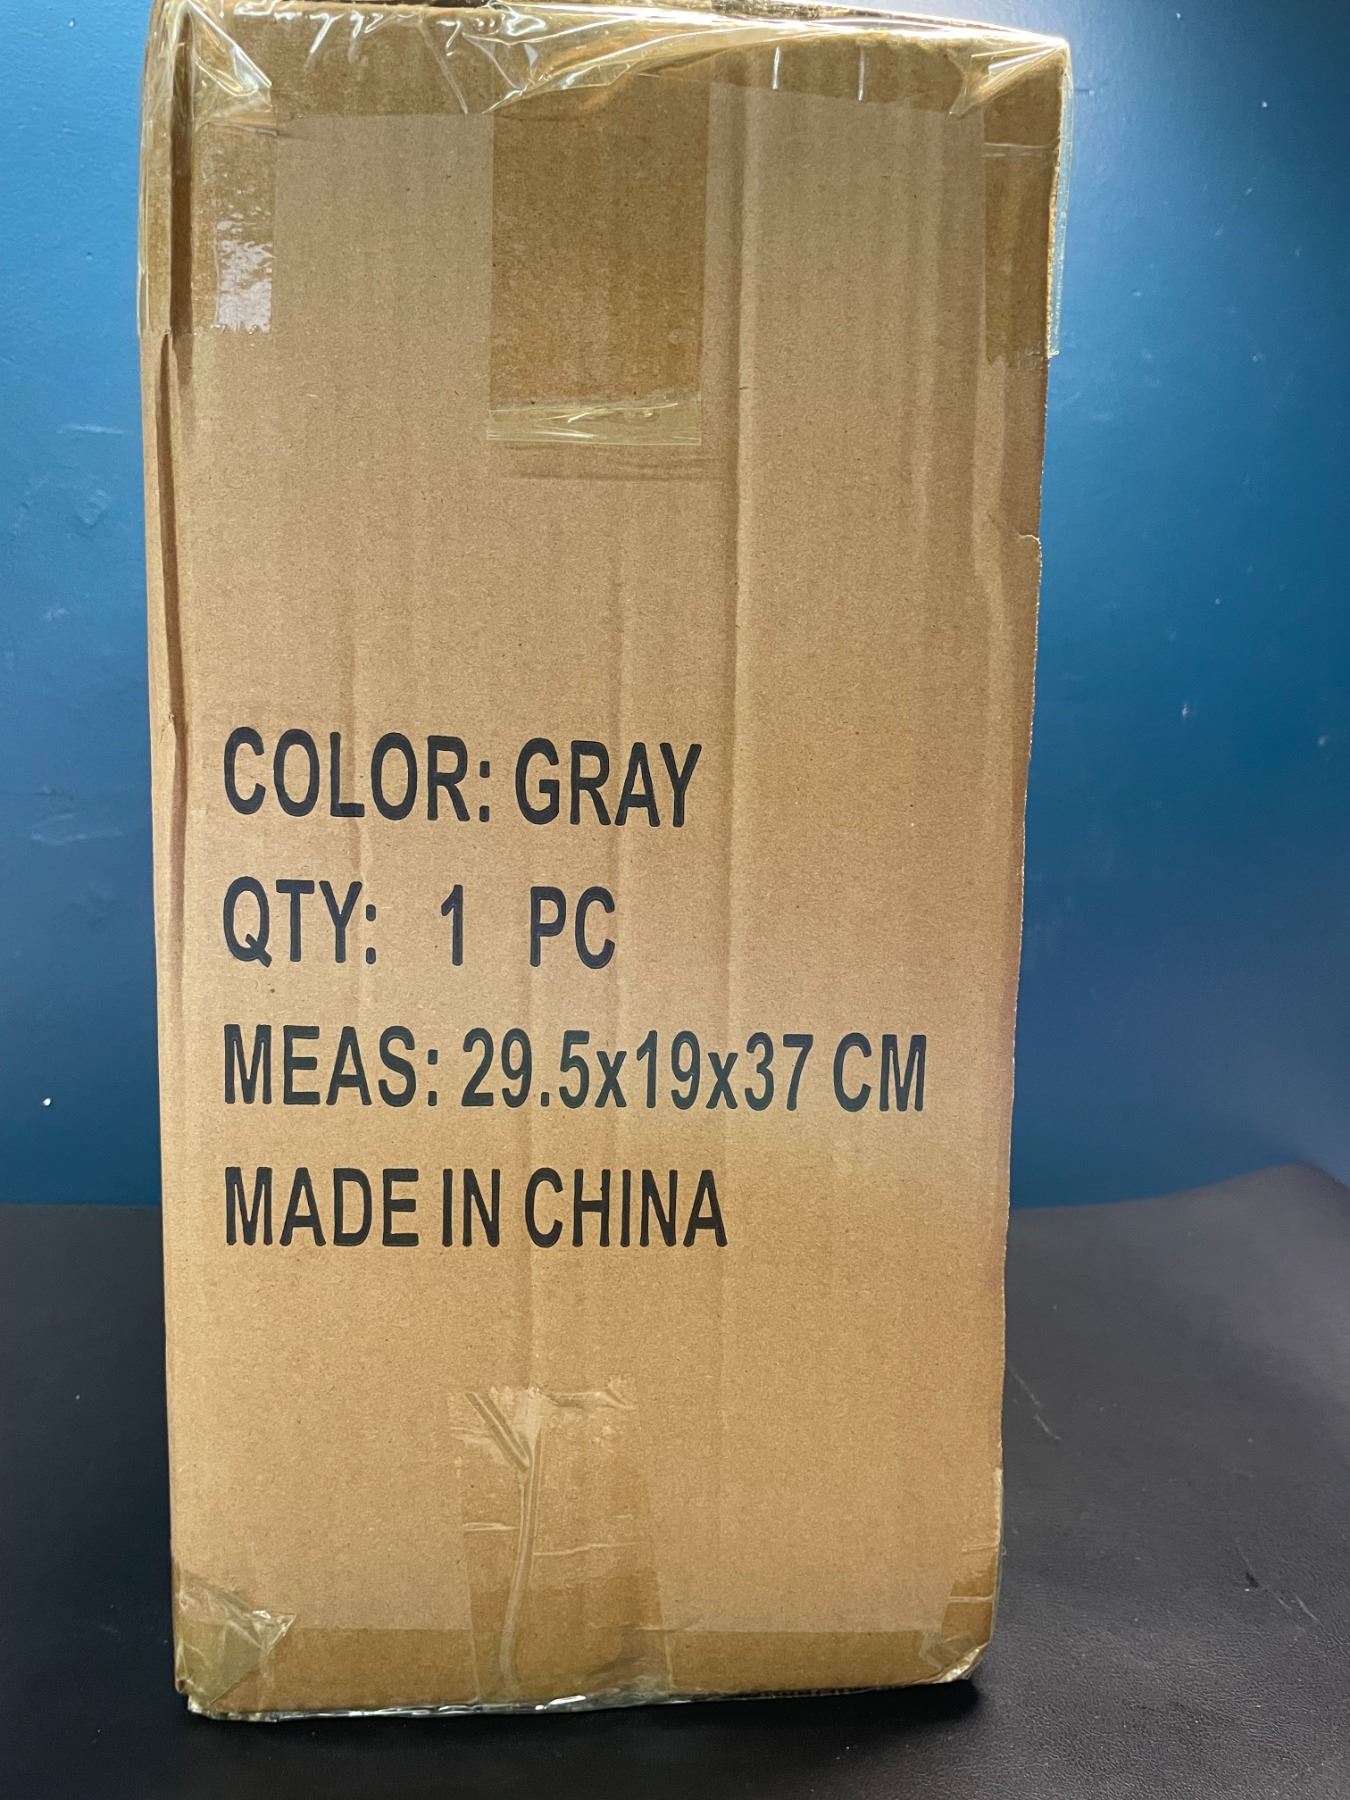 COLOR: GRAY
QTY: 1 PC
MEAS: 29.5x19x37 CM
MADE IN CHINA